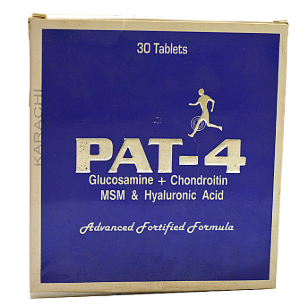 30 Tablets
PAT-4
Glucosamine + Chondroitin
MSM & Hyaluronic Acid
Advanced Fortified Formula
KARACHI